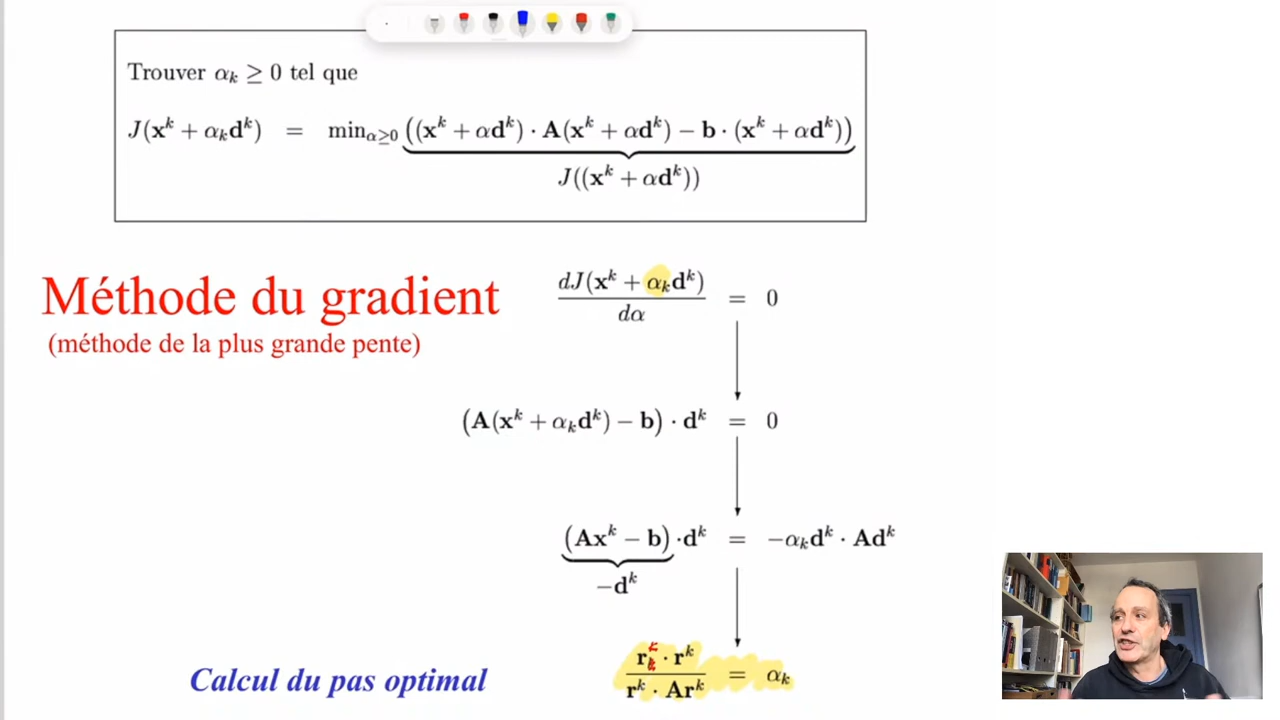 Trouver αₖ ≥ 0 tel que
J(xᵏ + αₖdᵏ) = min_{α≥0} ((xᵏ + αdᵏ) · A(xᵏ + αdᵏ) − b · (xᵏ + αdᵏ))
J((xᵏ + αdᵏ))
Méthode du gradient
(méthode de la plus grande pente)
dJ(xᵏ + αₖdᵏ)
dα
= 0
(A(xᵏ + αₖdᵏ) − b) · dᵏ = 0
(Axᵏ − b) ·dᵏ = −αₖdᵏ · Adᵏ
−dᵏ
Calcul du pas optimal
rᵏ · rᵏ
rᵏ · Arᵏ
= αₖ